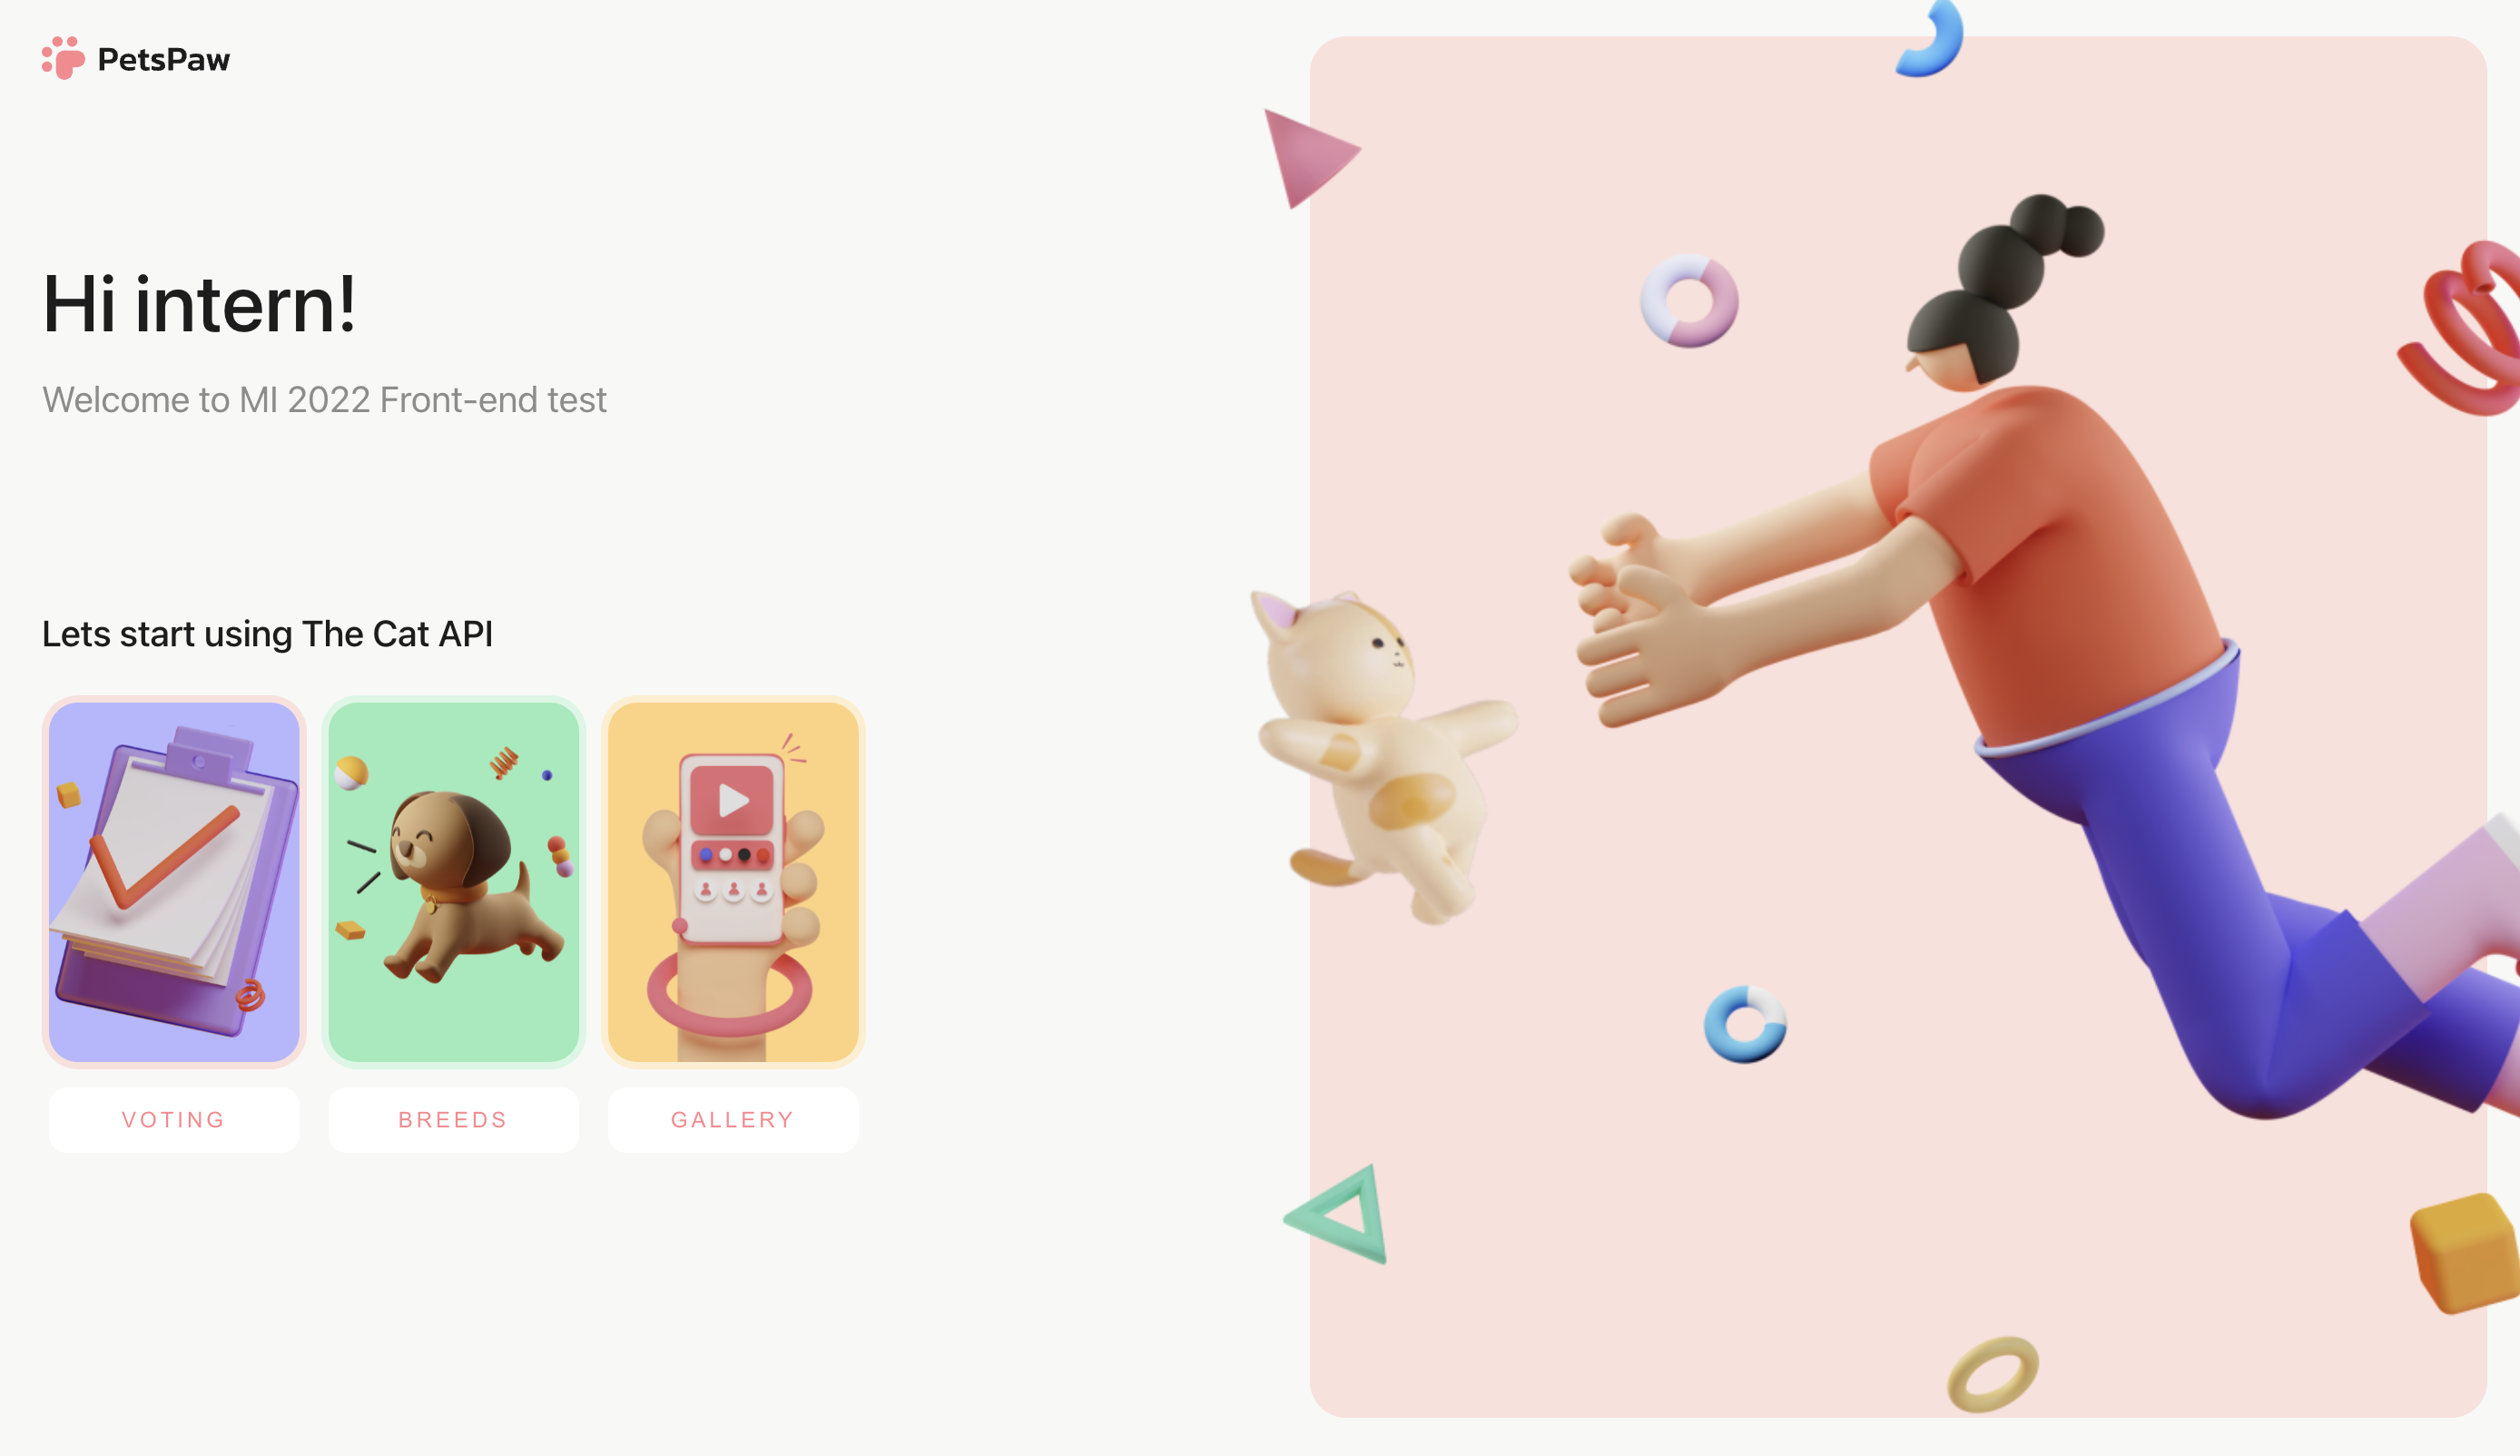 PetsPaw
Hi intern!
Welcome to MI 2022 Front-end test
Lets start using The Cat API
VOTING
BREEDS
GALLERY